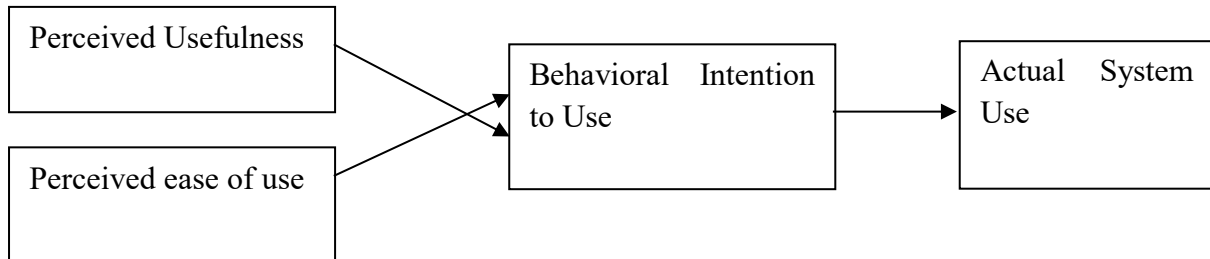 Perceived Usefulness
Perceived ease of use
Behavioral Intention
to Use
Actual System
Use